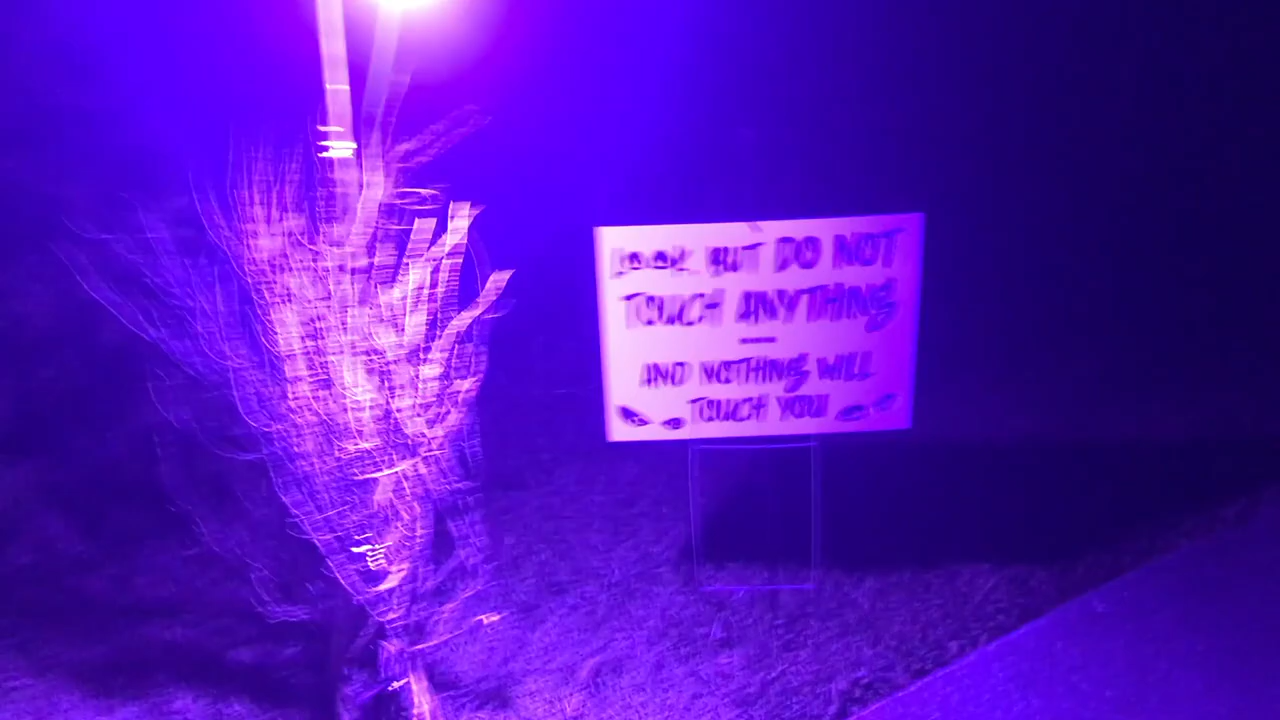 Look BUT DO NOT
TOUCH ANYTHING
—
AND NOTHING WILL
TOUCH YOU!